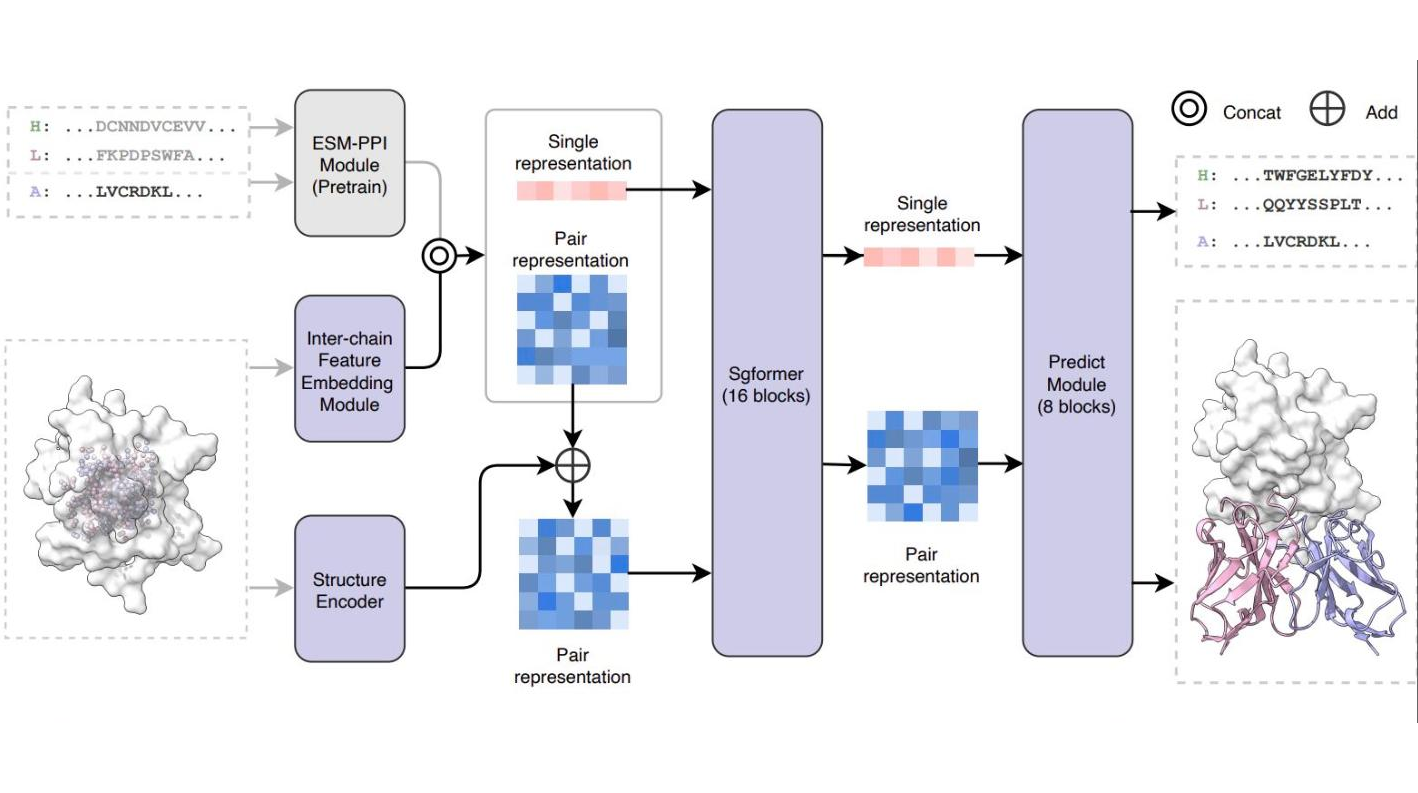 H: ...DCNNDVCEVV...
L: ...FKPDPSWFA...
A: ...LVCRDKL...
ESM-PPI
Module
(Pretrain)
Inter-chain
Feature
Embedding
Module
Structure
Encoder
Single
representation
Pair
representation
Pair
representation
Sgformer
(16 blocks)
Single
representation
Pair
representation
Predict
Module
(8 blocks)
Concat
Add
H: ...TWFGELYFDY...
L: ...QQYYSSPLT...
A: ...LVCRDKL...